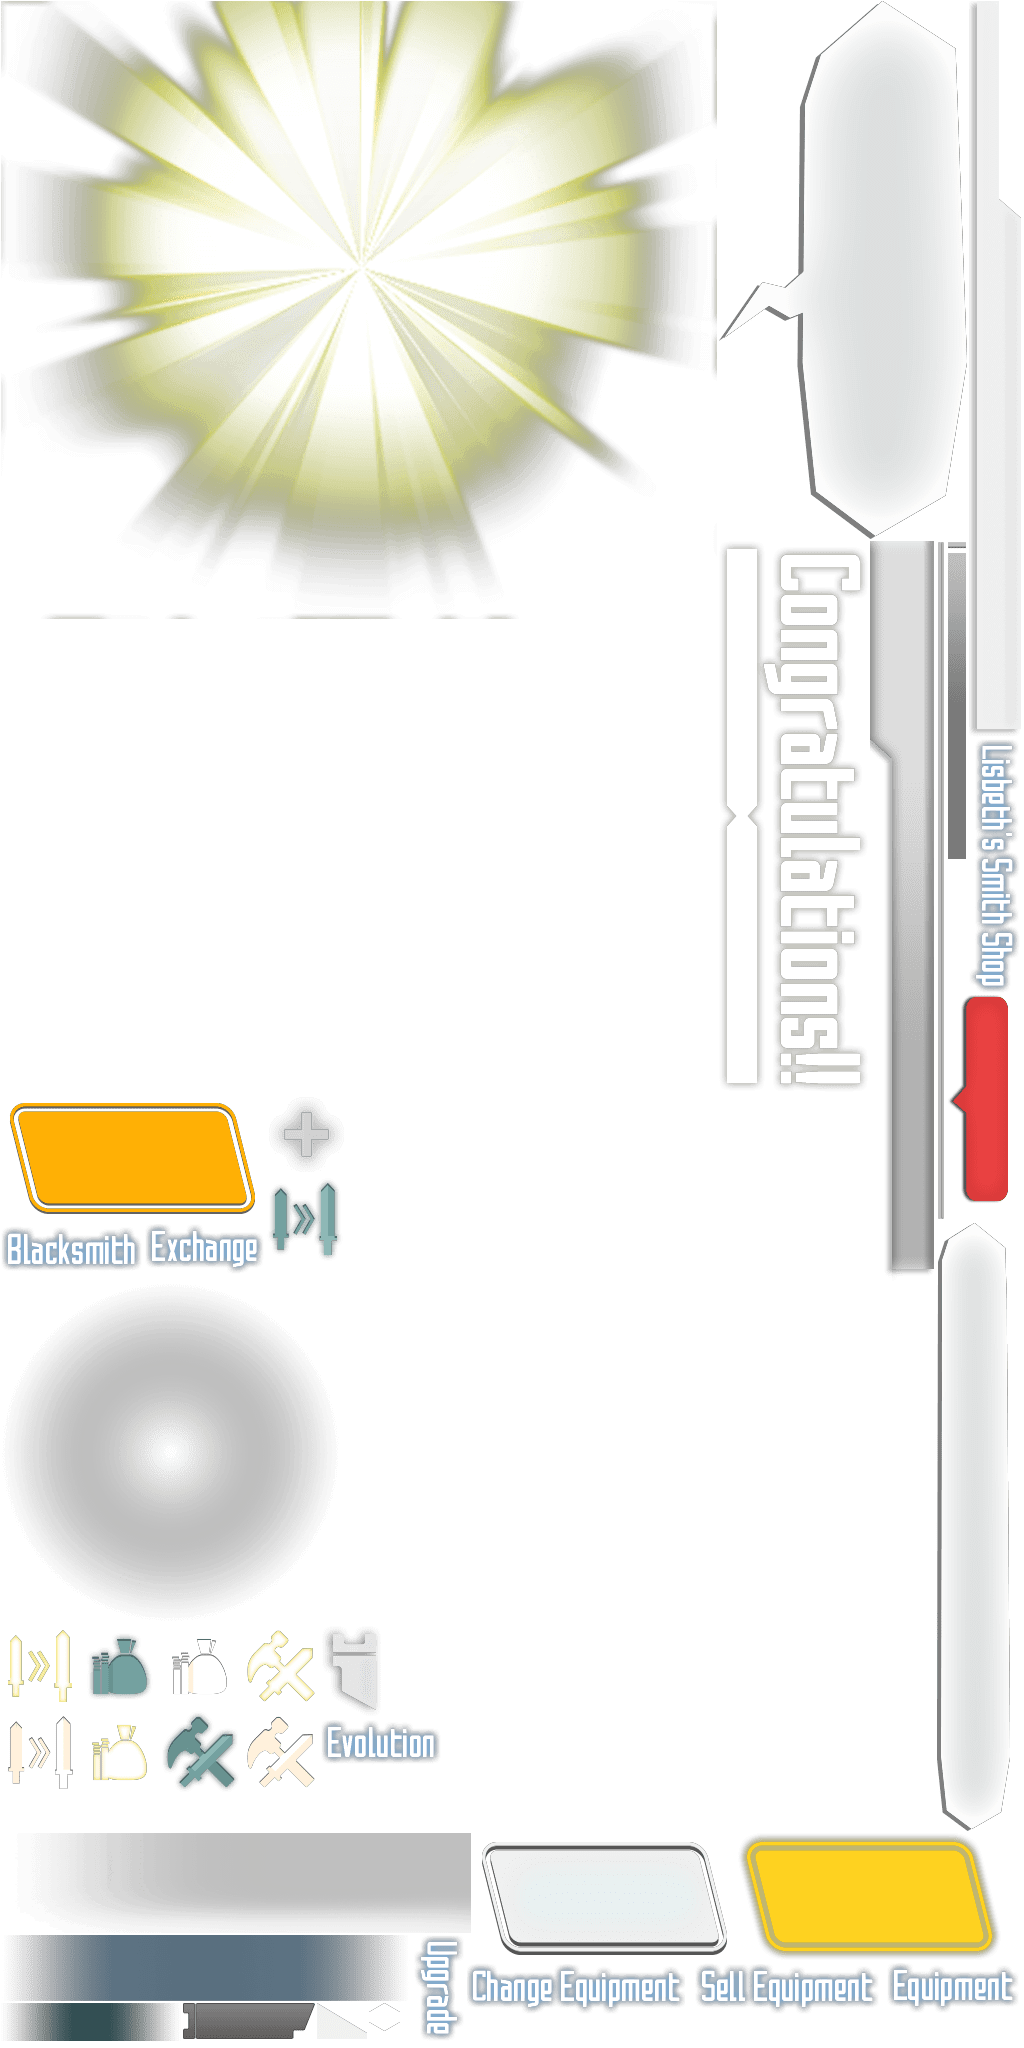 Congratulations!!
Lisbeth's Smith Shop
Blacksmith
Exchange
Evolution
Upgrade
Change Equipment
Sell Equipment
Equipment